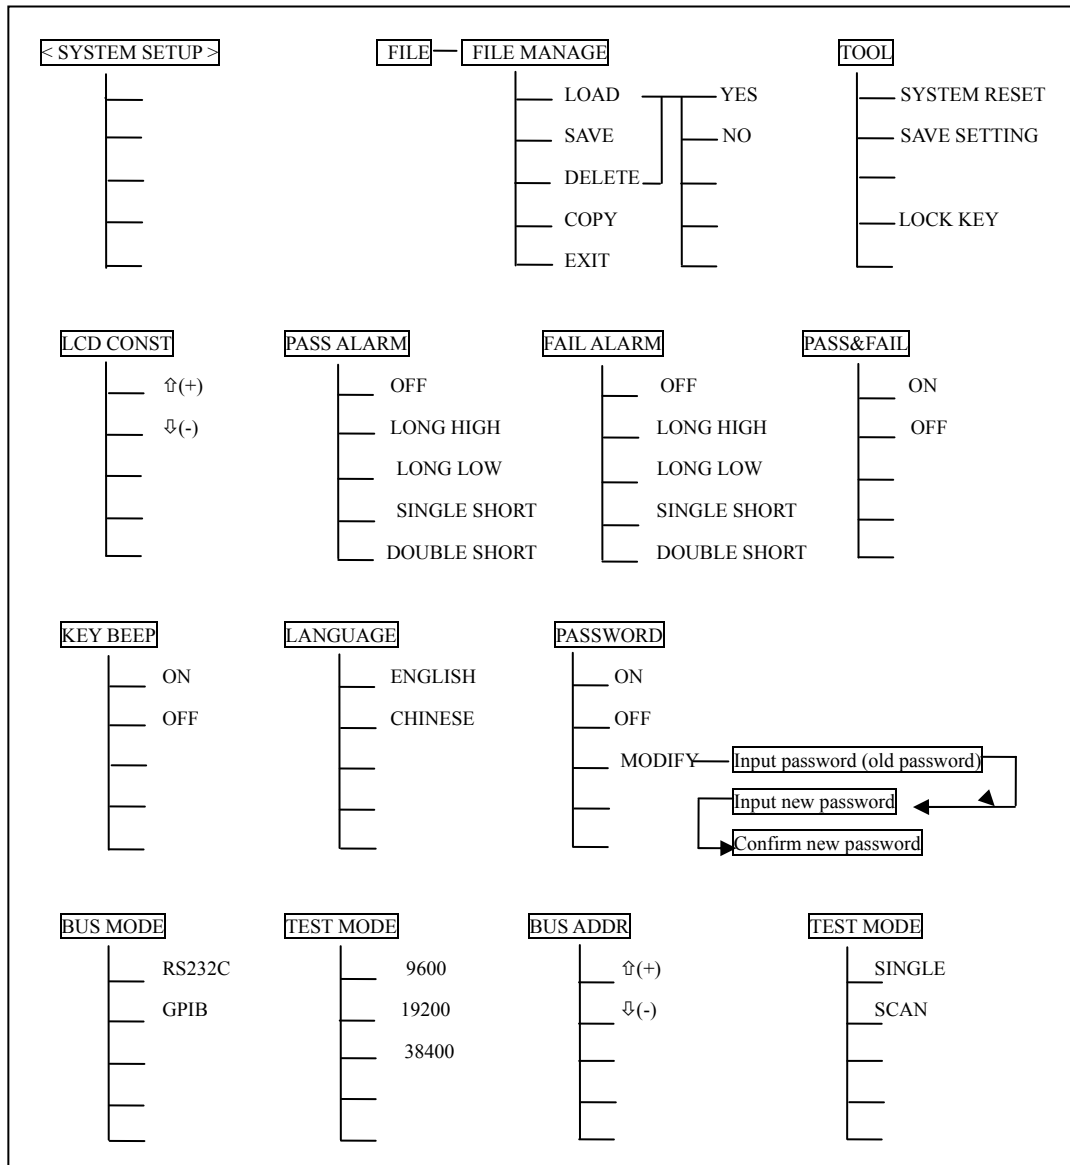 < SYSTEM SETUP >
FILE
FILE MANAGE
LOAD
SAVE
DELETE
COPY
EXIT
YES
NO
TOOL
SYSTEM RESET
SAVE SETTING
LOCK KEY
LCD CONST
⇧(+)
⇩(-)
PASS ALARM
OFF
LONG HIGH
LONG LOW
SINGLE SHORT
DOUBLE SHORT
FAIL ALARM
OFF
LONG HIGH
LONG LOW
SINGLE SHORT
DOUBLE SHORT
PASS&FAIL
ON
OFF
KEY BEEP
ON
OFF
LANGUAGE
ENGLISH
CHINESE
PASSWORD
ON
OFF
MODIFY
Input password (old password)
Input new password
Confirm new password
BUS MODE
RS232C
GPIB
TEST MODE
9600
19200
38400
BUS ADDR
⇧(+)
⇩(-)
TEST MODE
SINGLE
SCAN